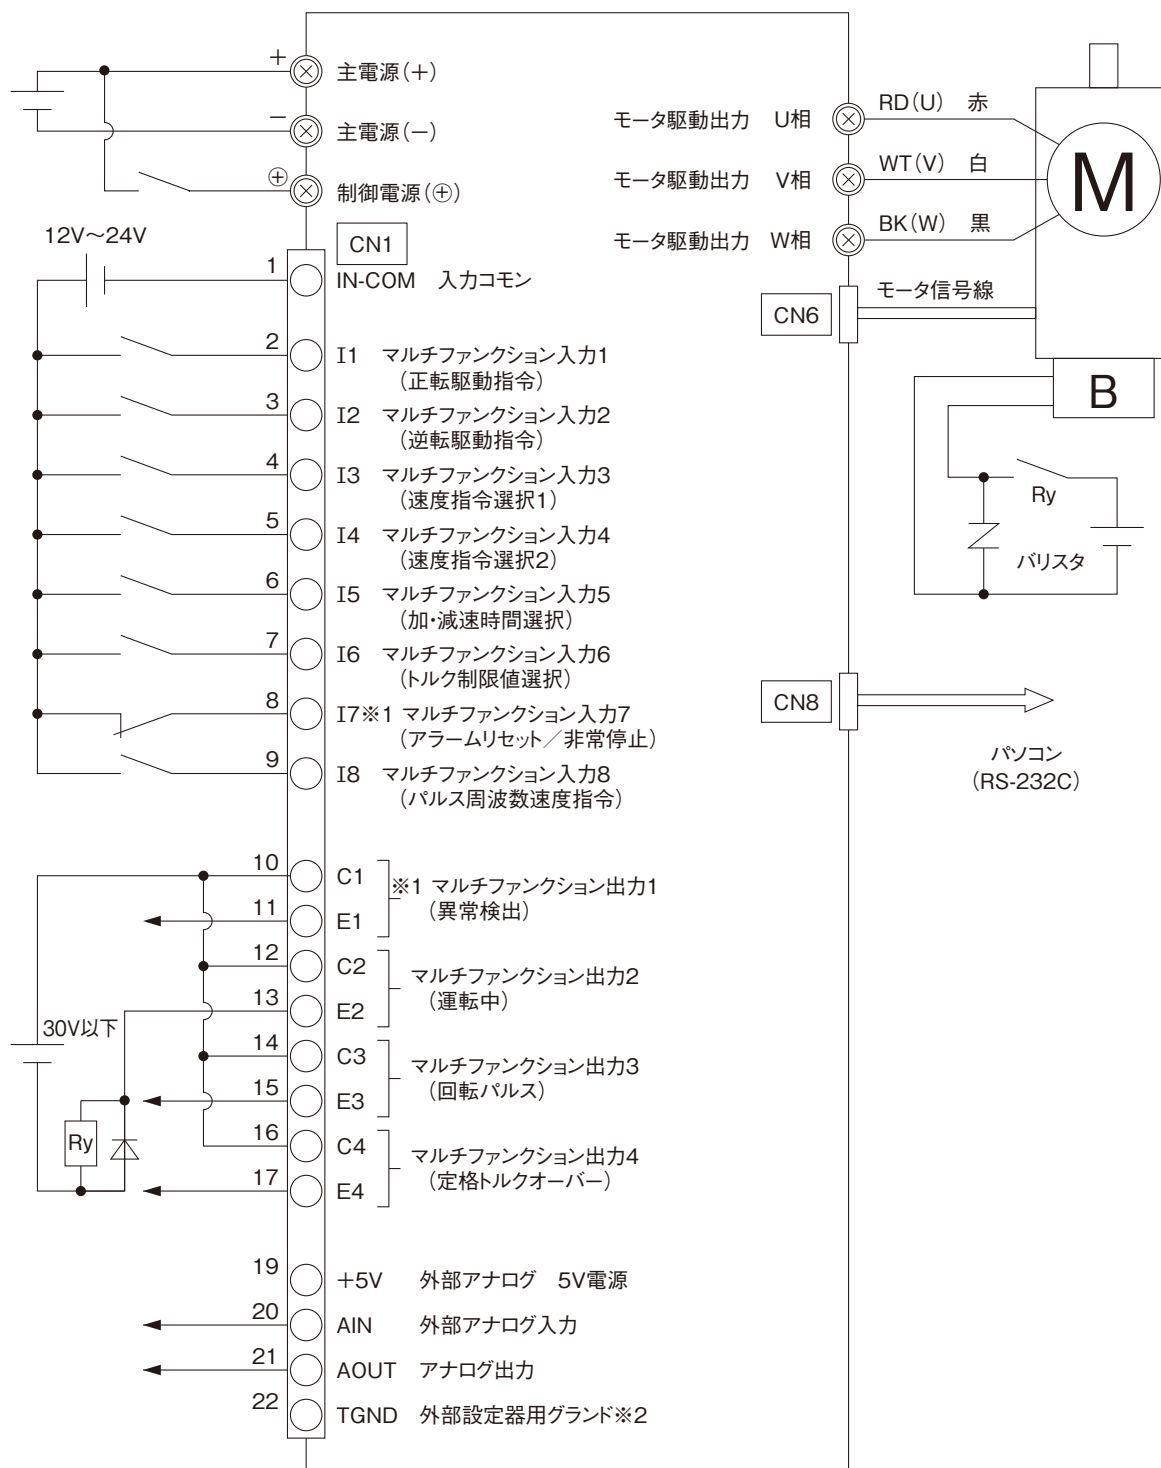 +
主電源(+)
−
主電源(−)
⊕
制御電源(⊕)
モータ駆動出力 U相
RD(U) 赤
モータ駆動出力 V相
WT(V) 白
モータ駆動出力 W相
BK(W) 黒
M
12V〜24V
CN1
1
IN-COM 入力コモン
CN6
モータ信号線
B
Ry
バリスタ
2
I1 マルチファンクション入力1
(正転駆動指令)
3
I2 マルチファンクション入力2
(逆転駆動指令)
4
I3 マルチファンクション入力3
(速度指令選択1)
5
I4 マルチファンクション入力4
(速度指令選択2)
6
I5 マルチファンクション入力5
(加・減速時間選択)
7
I6 マルチファンクション入力6
(トルク制限値選択)
8
I7※1 マルチファンクション入力7
(アラームリセット/非常停止)
9
I8 マルチファンクション入力8
(パルス周波数速度指令)
CN8
パソコン
(RS-232C)
10
C1
※1 マルチファンクション出力1
(異常検出)
11
E1
12
C2
マルチファンクション出力2
(運転中)
13
E2
30V以下
14
C3
マルチファンクション出力3
(回転パルス)
15
E3
Ry
16
C4
マルチファンクション出力4
(定格トルクオーバー)
17
E4
19
+5V 外部アナログ 5V電源
20
AIN 外部アナログ入力
21
AOUT アナログ出力
22
TGND 外部設定器用グランド※2